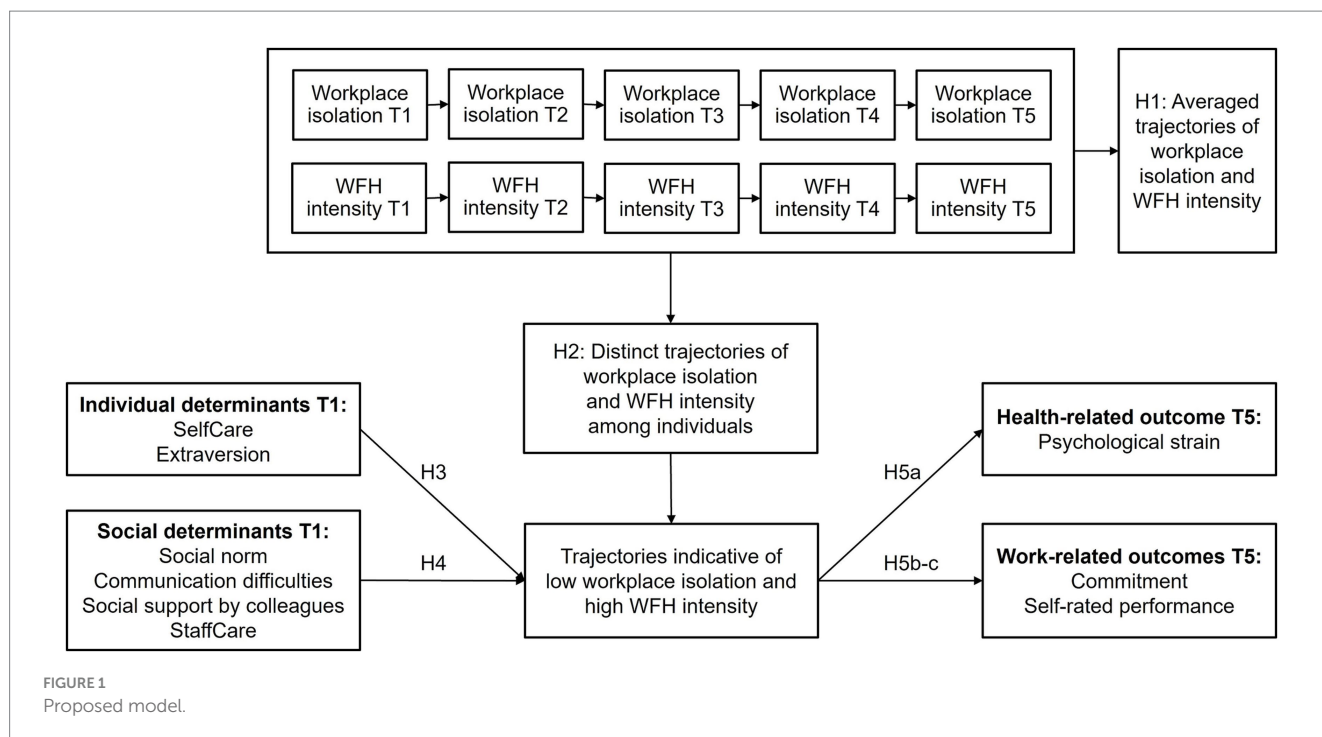 Workplace
isolation T1
Workplace
isolation T2
Workplace
isolation T3
Workplace
isolation T4
Workplace
isolation T5
WFH
intensity T1
WFH
intensity T2
WFH
intensity T3
WFH
intensity T4
WFH
intensity T5
H1: Averaged
trajectories of
workplace
isolation and
WFH intensity
H2: Distinct trajectories of
workplace isolation
and WFH intensity
among individuals
Individual determinants T1:
SelfCare
Extraversion
H3
Social determinants T1:
Social norm
Communication difficulties
Social support by colleagues
StaffCare
H4
Trajectories indicative of
low workplace isolation and
high WFH intensity
H5a
Health-related outcome T5:
Psychological strain
H5b-c
Work-related outcomes T5:
Commitment
Self-rated performance
FIGURE 1
Proposed model.